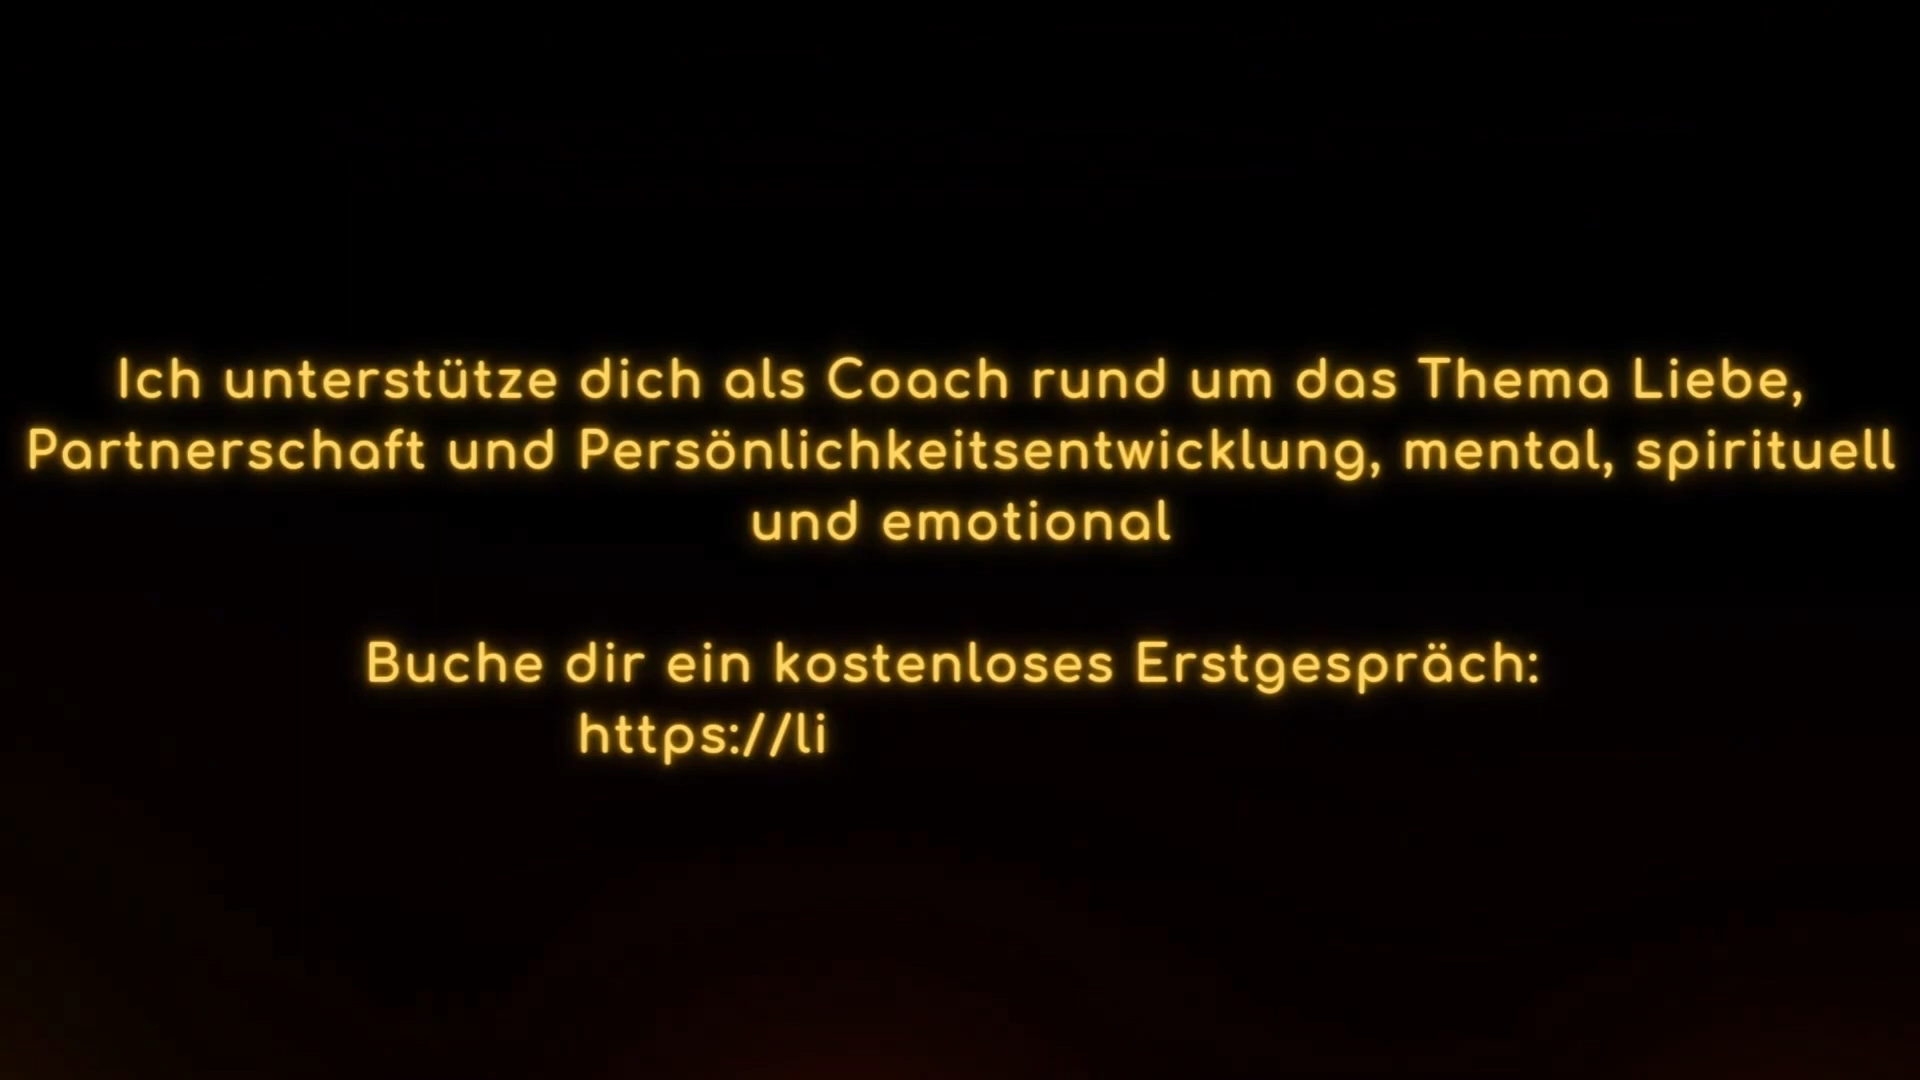 Ich unterstütze dich als Coach rund um das Thema Liebe,
Partnerschaft und Persönlichkeitsentwicklung, mental, spirituell
und emotional
Buche dir ein kostenloses Erstgespräch:
https://li